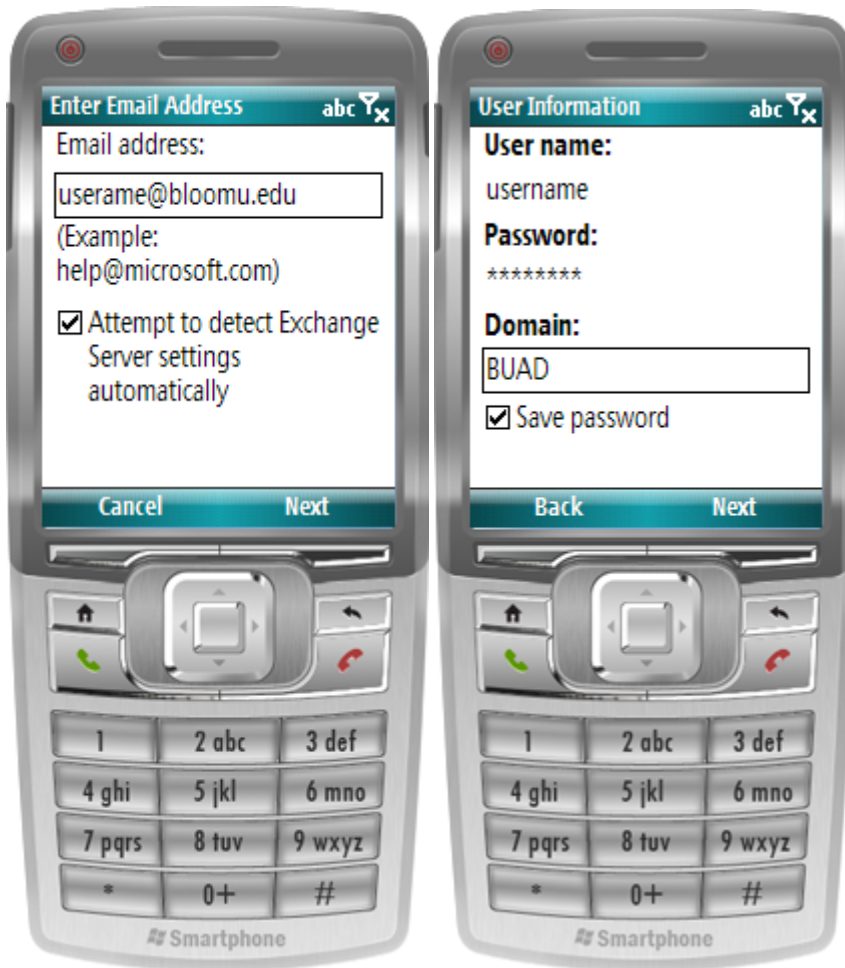 Enter Email Address abc
Email address:
userame@bloomu.edu
(Example:
help@microsoft.com)
Attempt to detect Exchange
Server settings
automatically
Cancel Next
1 2 abc 3 def
4 ghi 5 jkl 6 mno
7 pqrs 8 tuv 9 wxyz
* 0+ #
Smartphone
User Information abc
User name:
username
Password:
********
Domain:
BUAD
Save password
Back Next
1 2 abc 3 def
4 ghi 5 jkl 6 mno
7 pqrs 8 tuv 9 wxyz
* 0+ #
Smartphone